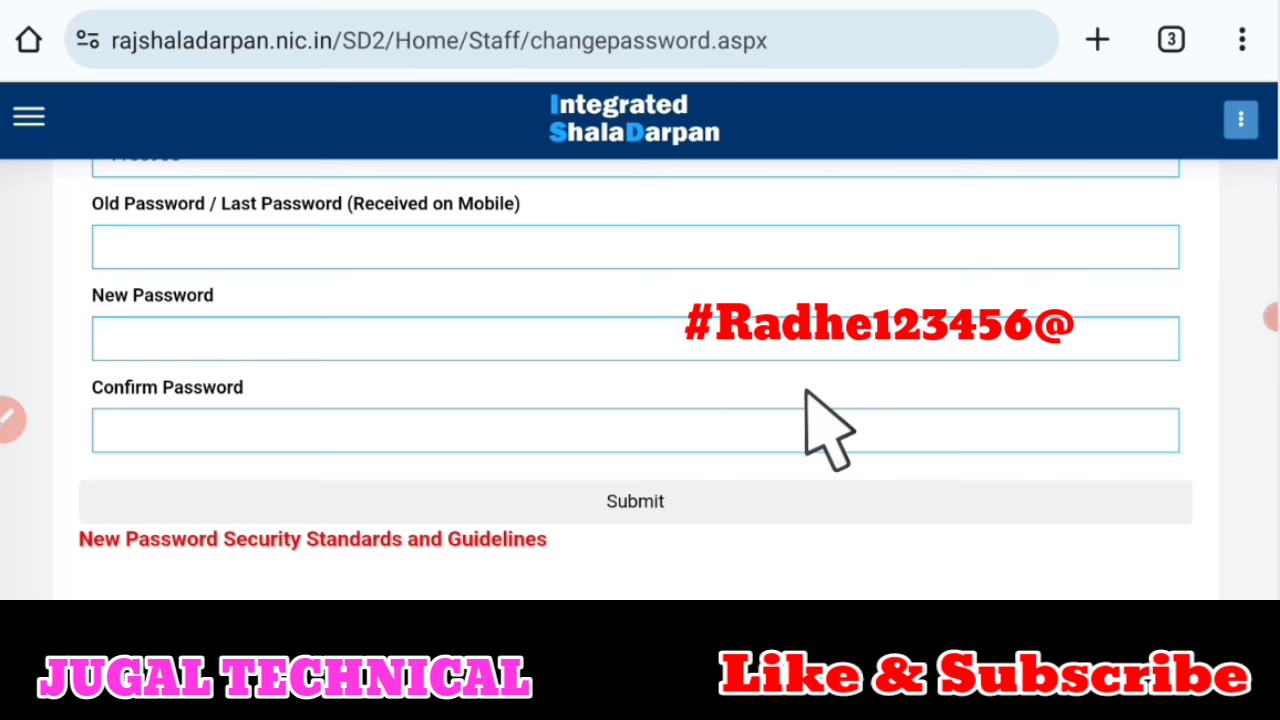 rajshaladarpan.nic.in/SD2/Home/Staff/changepassword.aspx
3
Integrated
ShalaDarpan
Old Password / Last Password (Received on Mobile)
New Password
#Radhe123456@
Confirm Password
Submit
New Password Security Standards and Guidelines
JUGAL TECHNICAL
Like & Subscribe